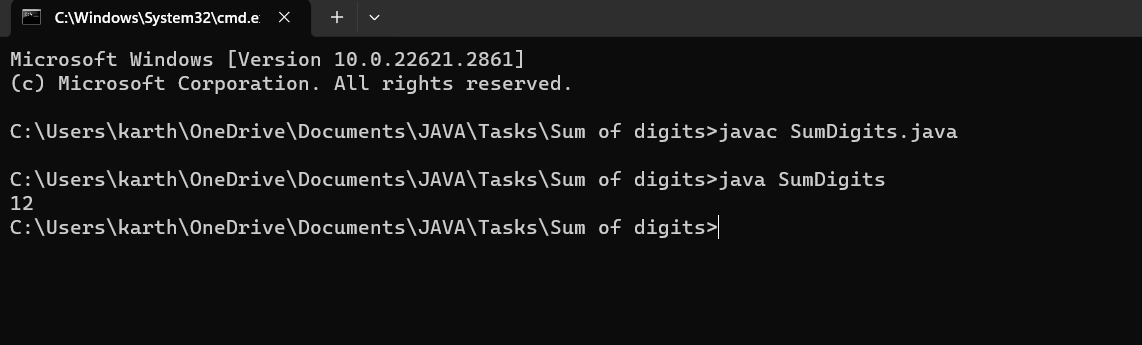 C:\Windows\System32\cmd.e
Microsoft Windows [Version 10.0.22621.2861]
(c) Microsoft Corporation. All rights reserved.
C:\Users\karth\OneDrive\Documents\JAVA\Tasks\Sum of digits>javac SumDigits.java
C:\Users\karth\OneDrive\Documents\JAVA\Tasks\Sum of digits>java SumDigits
12
C:\Users\karth\OneDrive\Documents\JAVA\Tasks\Sum of digits>